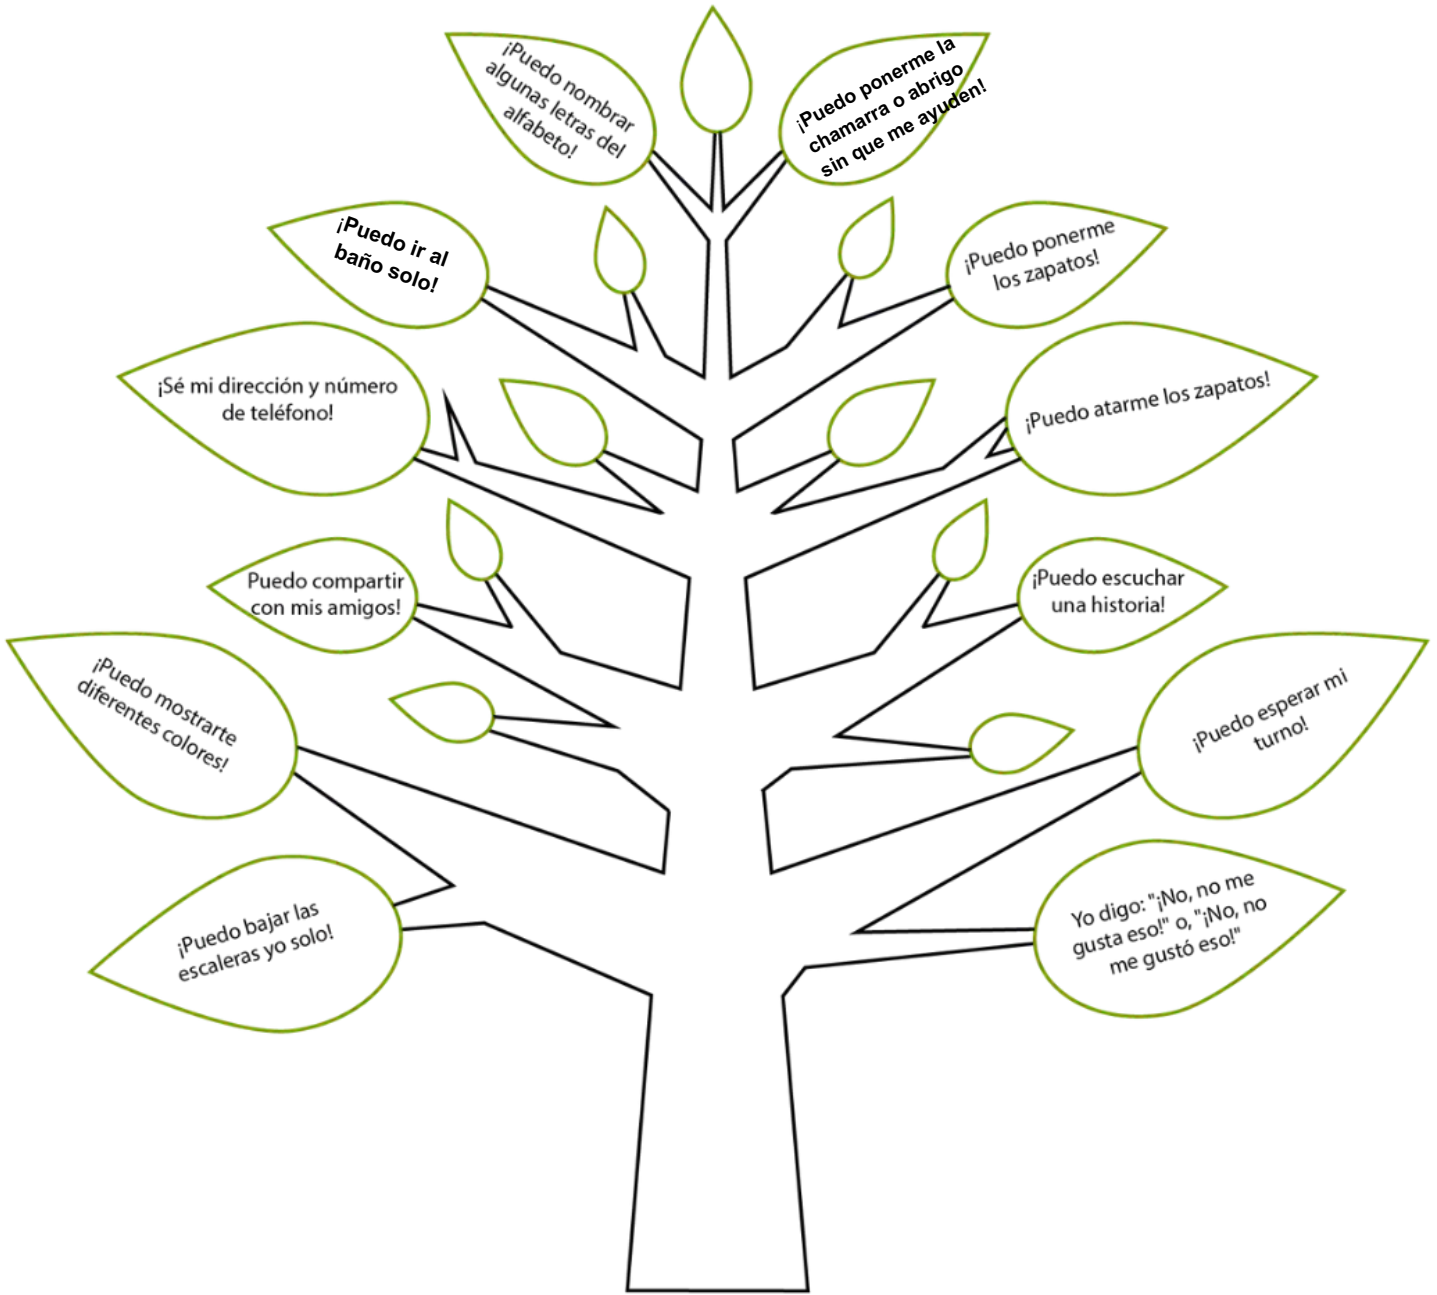 ¡Puedo nombrar
algunas letras del
alfabeto!
¡Puedo ponerme la
chamarra o abrigo
sin que me ayuden!
¡Puedo ir al
baño solo!
¡Puedo ponerme
los zapatos!
¡Sé mi dirección y número
de teléfono!
¡Puedo atarme los zapatos!
Puedo compartir
con mis amigos!
¡Puedo escuchar
una historia!
¡Puedo mostrarte
diferentes colores!
¡Puedo esperar mi
turno!
¡Puedo bajar las
escaleras yo solo!
Yo digo: "¡No, no me
gusta eso!" o, "¡No, no
me gustó eso!"